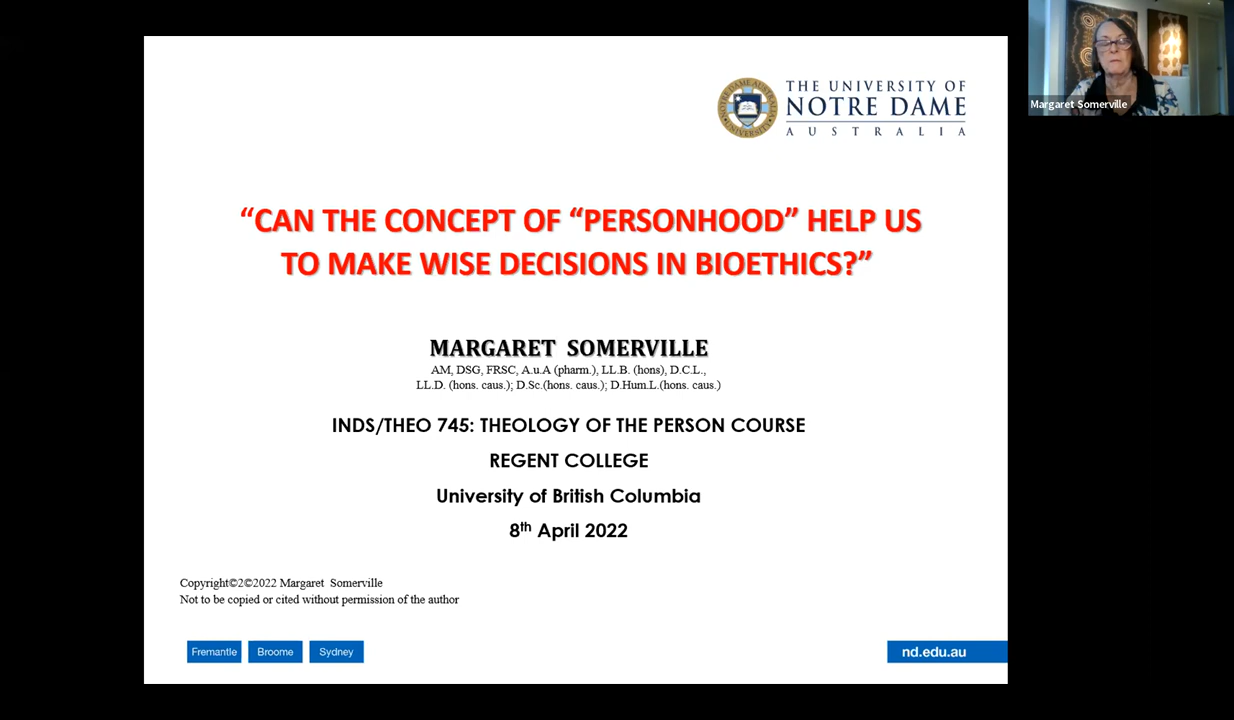 THE UNIVERSITY OF
NOTRE DAME
AUSTRALIA
Margaret Somerville
“CAN THE CONCEPT OF “PERSONHOOD” HELP US
TO MAKE WISE DECISIONS IN BIOETHICS?”
MARGARET SOMERVILLE
AM, DSG, FRSC, A.u.A (pharm.), LL.B. (hons), D.C.L.,
LL.D. (hons. caus.); D.Sc.(hons. caus.); D.Hum.L.(hons. caus.)
INDS/THEO 745: THEOLOGY OF THE PERSON COURSE
REGENT COLLEGE
University of British Columbia
8th April 2022
Copyright©2©2022 Margaret Somerville
Not to be copied or cited without permission of the author
Fremantle Broome Sydney
nd.edu.au